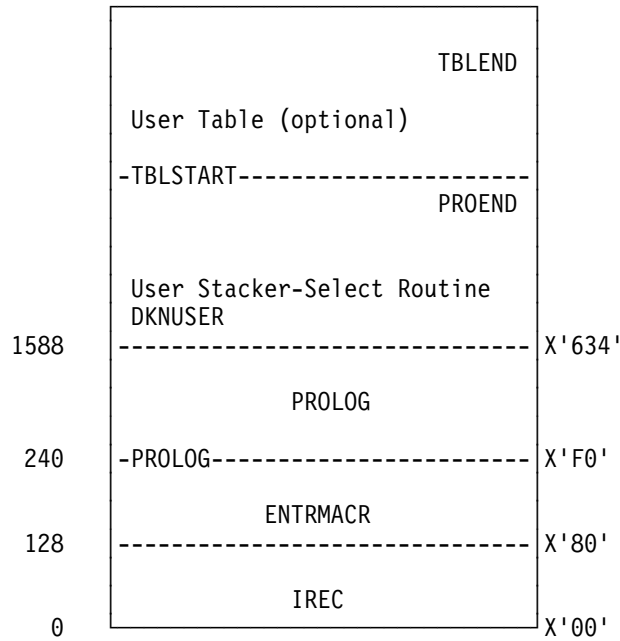 TBLEND
User Table (optional)
-TBLSTART-----------------------
PROEND
User Stacker-Select Routine
DKNUSER
1588 -------------------------------- X'634'
PROLOG
240 -PROLOG------------------------- X'F0'
ENTRMACR
128 -------------------------------- X'80'
IREC
0 X'00'